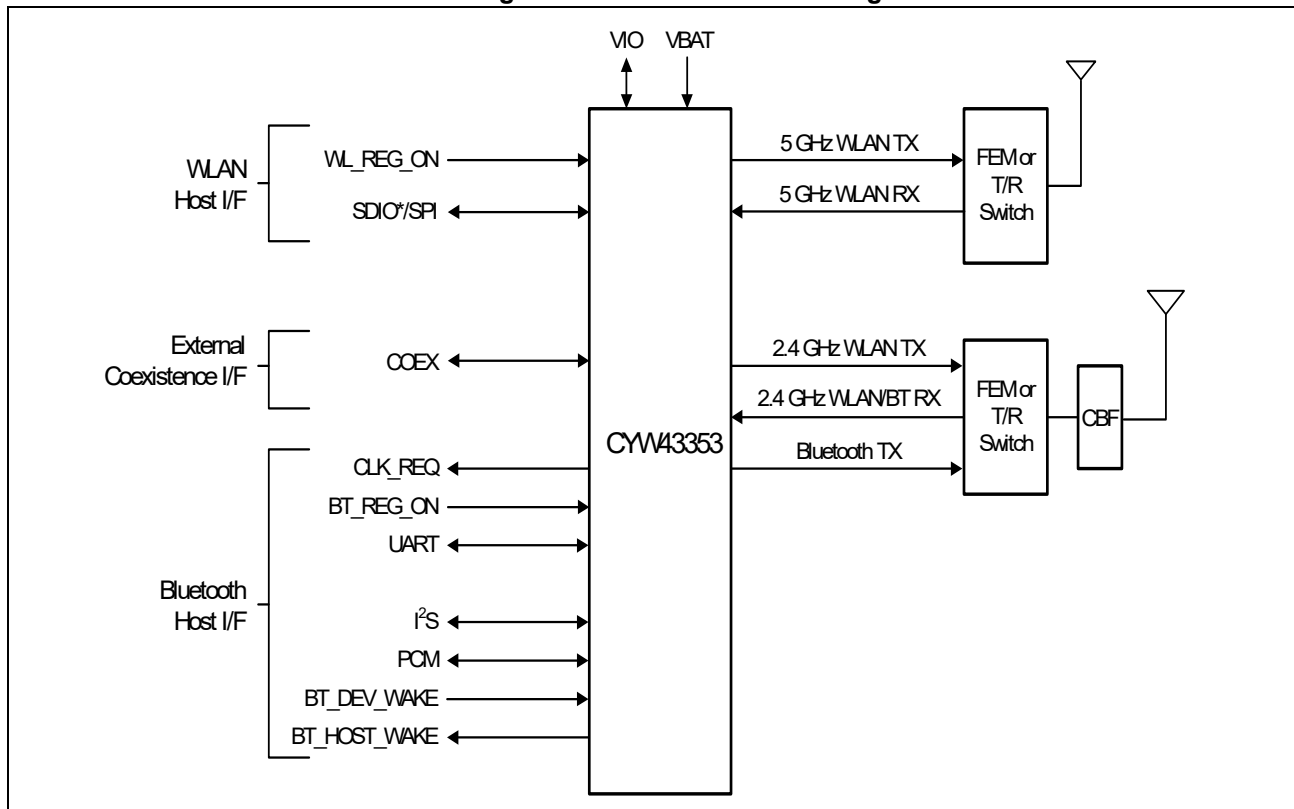 VIO VBAT
WLAN
Host I/F
WL_REG_ON
SDIO*/SPI
External
Coexistence I/F
COEX
Bluetooth
Host I/F
CLK_REQ
BT_REG_ON
UART
I²S
PCM
BT_DEV_WAKE
BT_HOST_WAKE
CYW43353
5 GHz WLAN TX
5 GHz WLAN RX
FEM or
T/R
Switch
2.4 GHz WLAN TX
2.4 GHz WLAN/BT RX
Bluetooth TX
FEM or
T/R
Switch
CBF